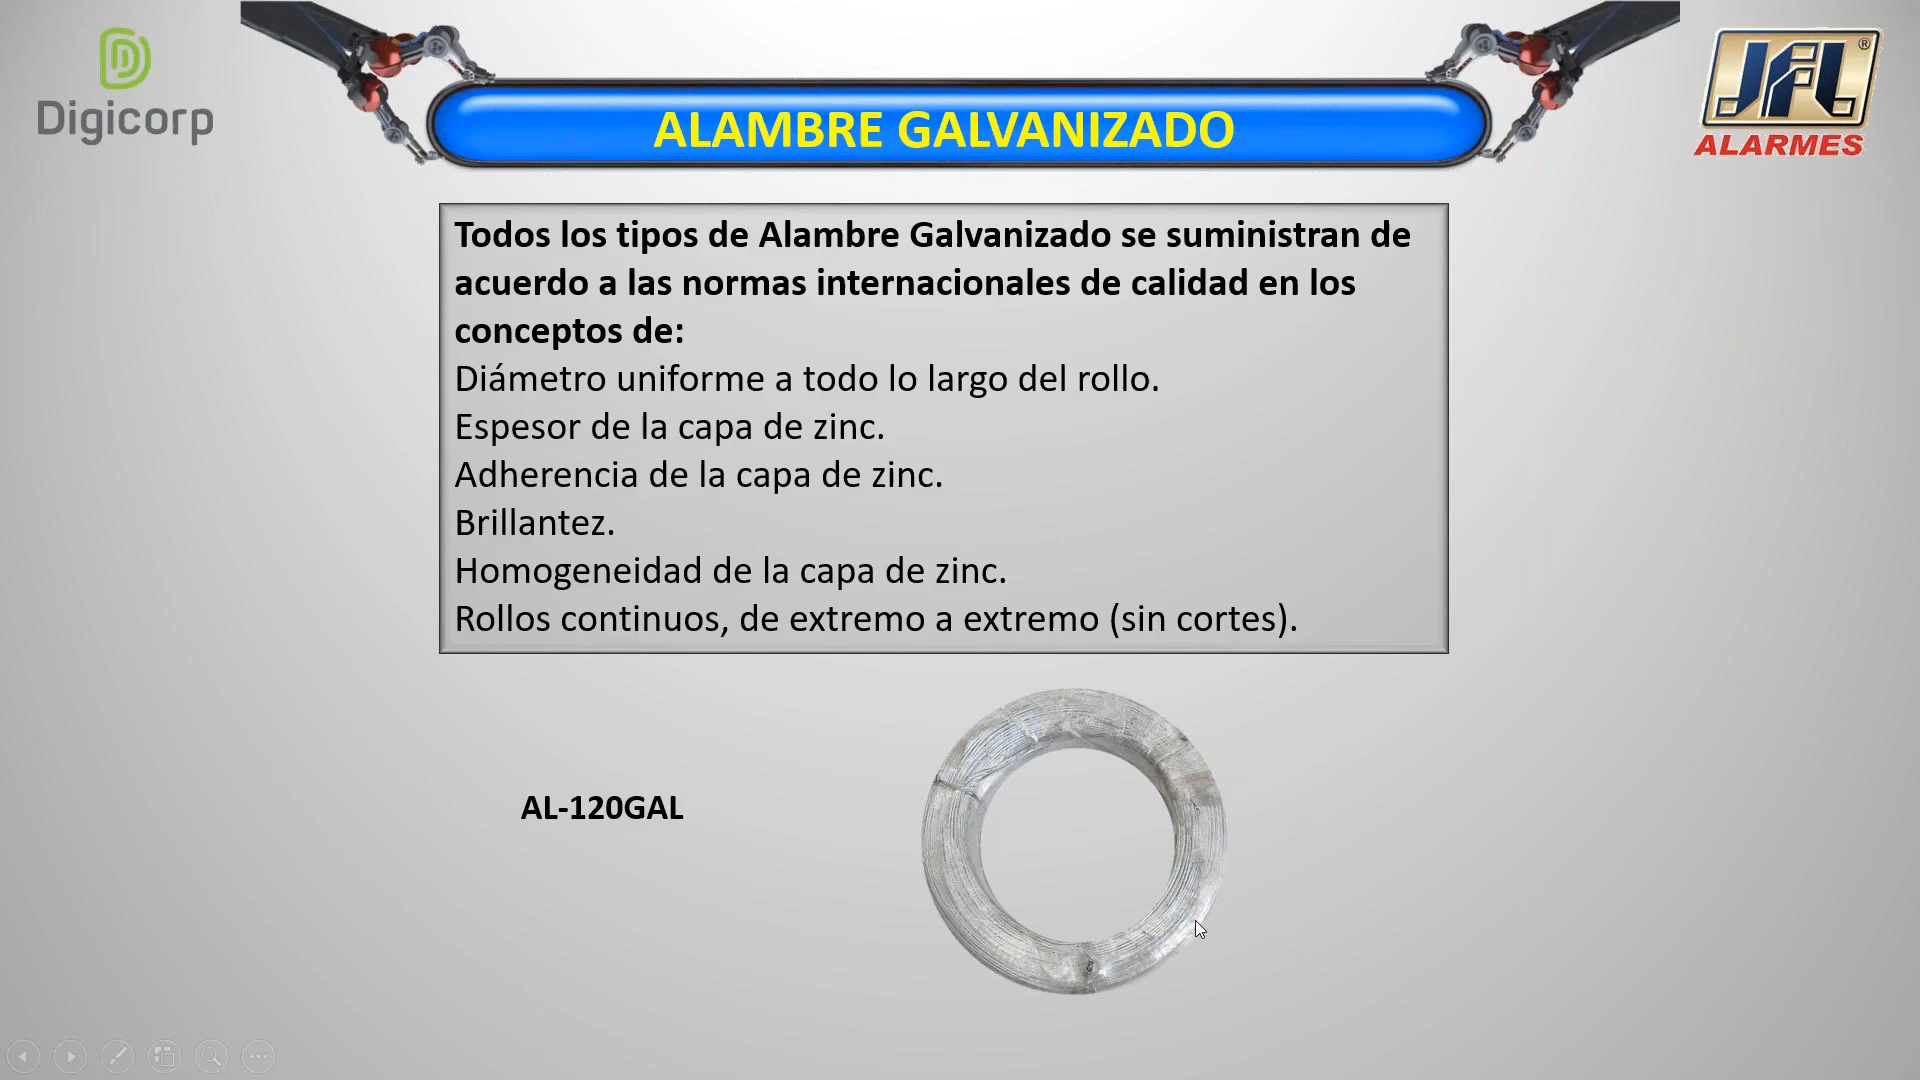 Digicorp
ALAMBRE GALVANIZADO
JFL®
ALARMES
Todos los tipos de Alambre Galvanizado se suministran de
acuerdo a las normas internacionales de calidad en los
conceptos de:
Diámetro uniforme a todo lo largo del rollo.
Espesor de la capa de zinc.
Adherencia de la capa de zinc.
Brillantez.
Homogeneidad de la capa de zinc.
Rollos continuos, de extremo a extremo (sin cortes).
AL-120GAL